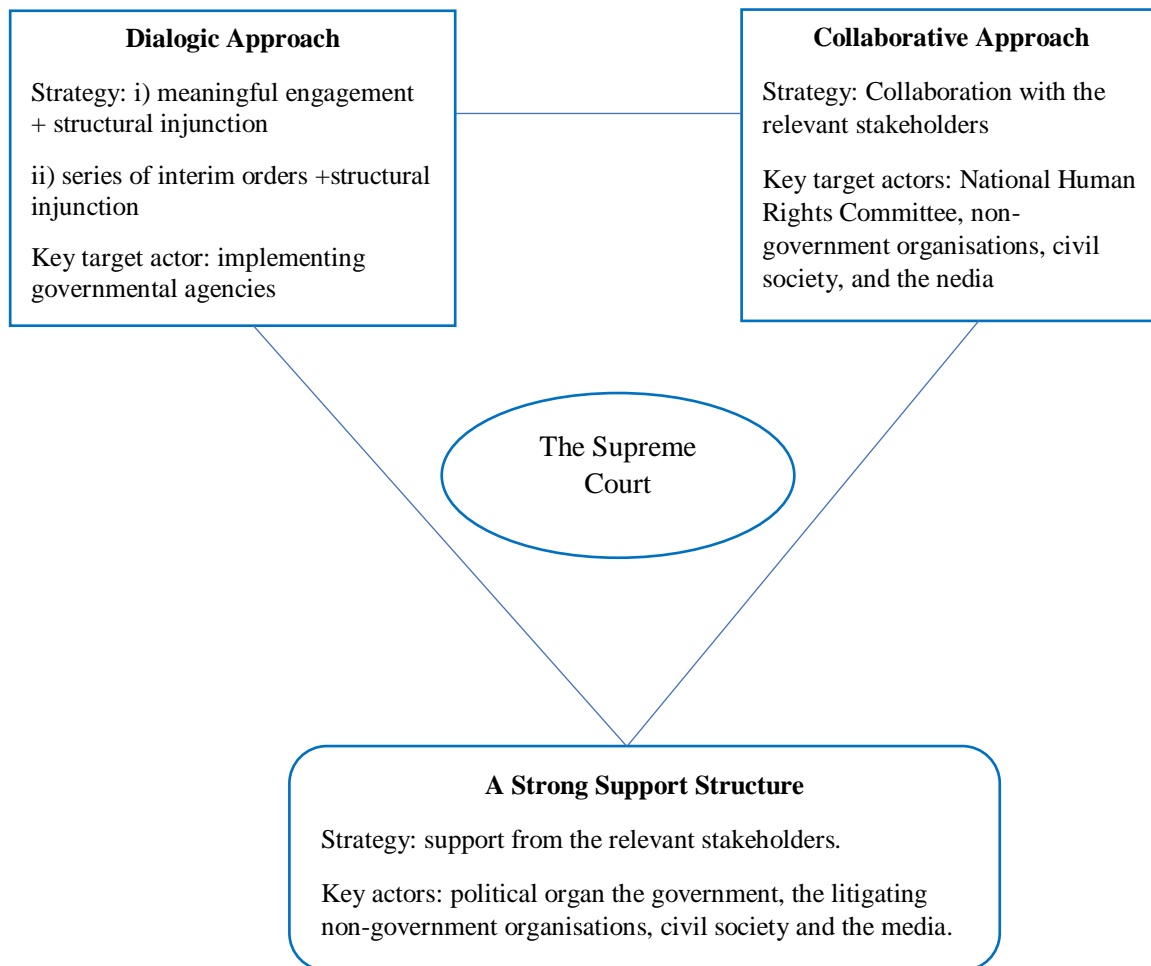 Dialogic Approach
Strategy: i) meaningful engagement
+ structural injunction
ii) series of interim orders +structural
injunction
Key target actor: implementing
governmental agencies
Collaborative Approach
Strategy: Collaboration with the
relevant stakeholders
Key target actors: National Human
Rights Committee, non-
government organisations, civil
society, and the nedia
The Supreme
Court
A Strong Support Structure
Strategy: support from the relevant stakeholders.
Key actors: political organ the government, the litigating
non-government organisations, civil society and the media.